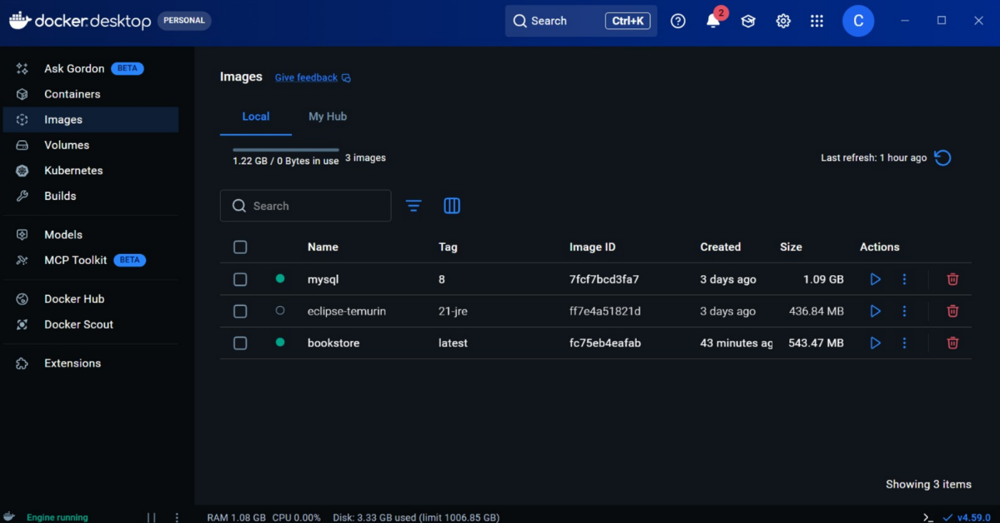 docker.desktop PERSONAL Search Ctrl+K 2 C
Ask Gordon BETA
Containers
Images
Volumes
Kubernetes
Builds
Models
MCP Toolkit BETA
Docker Hub
Docker Scout
Extensions
Images Give feedback
Local My Hub
1.22 GB / 0 Bytes in use 3 images
Last refresh: 1 hour ago
Search
Name Tag Image ID Created Size Actions
mysql 8 7fcf7bcd3fa7 3 days ago 1.09 GB
eclipse-temurin 21-jre ff7e4a51821d 3 days ago 436.84 MB
bookstore latest fc75eb4eafab 43 minutes ag 543.47 MB
Showing 3 items
Engine running RAM 1.08 GB CPU 0.00% Disk: 3.33 GB used (limit 1006.85 GB) v4.59.0